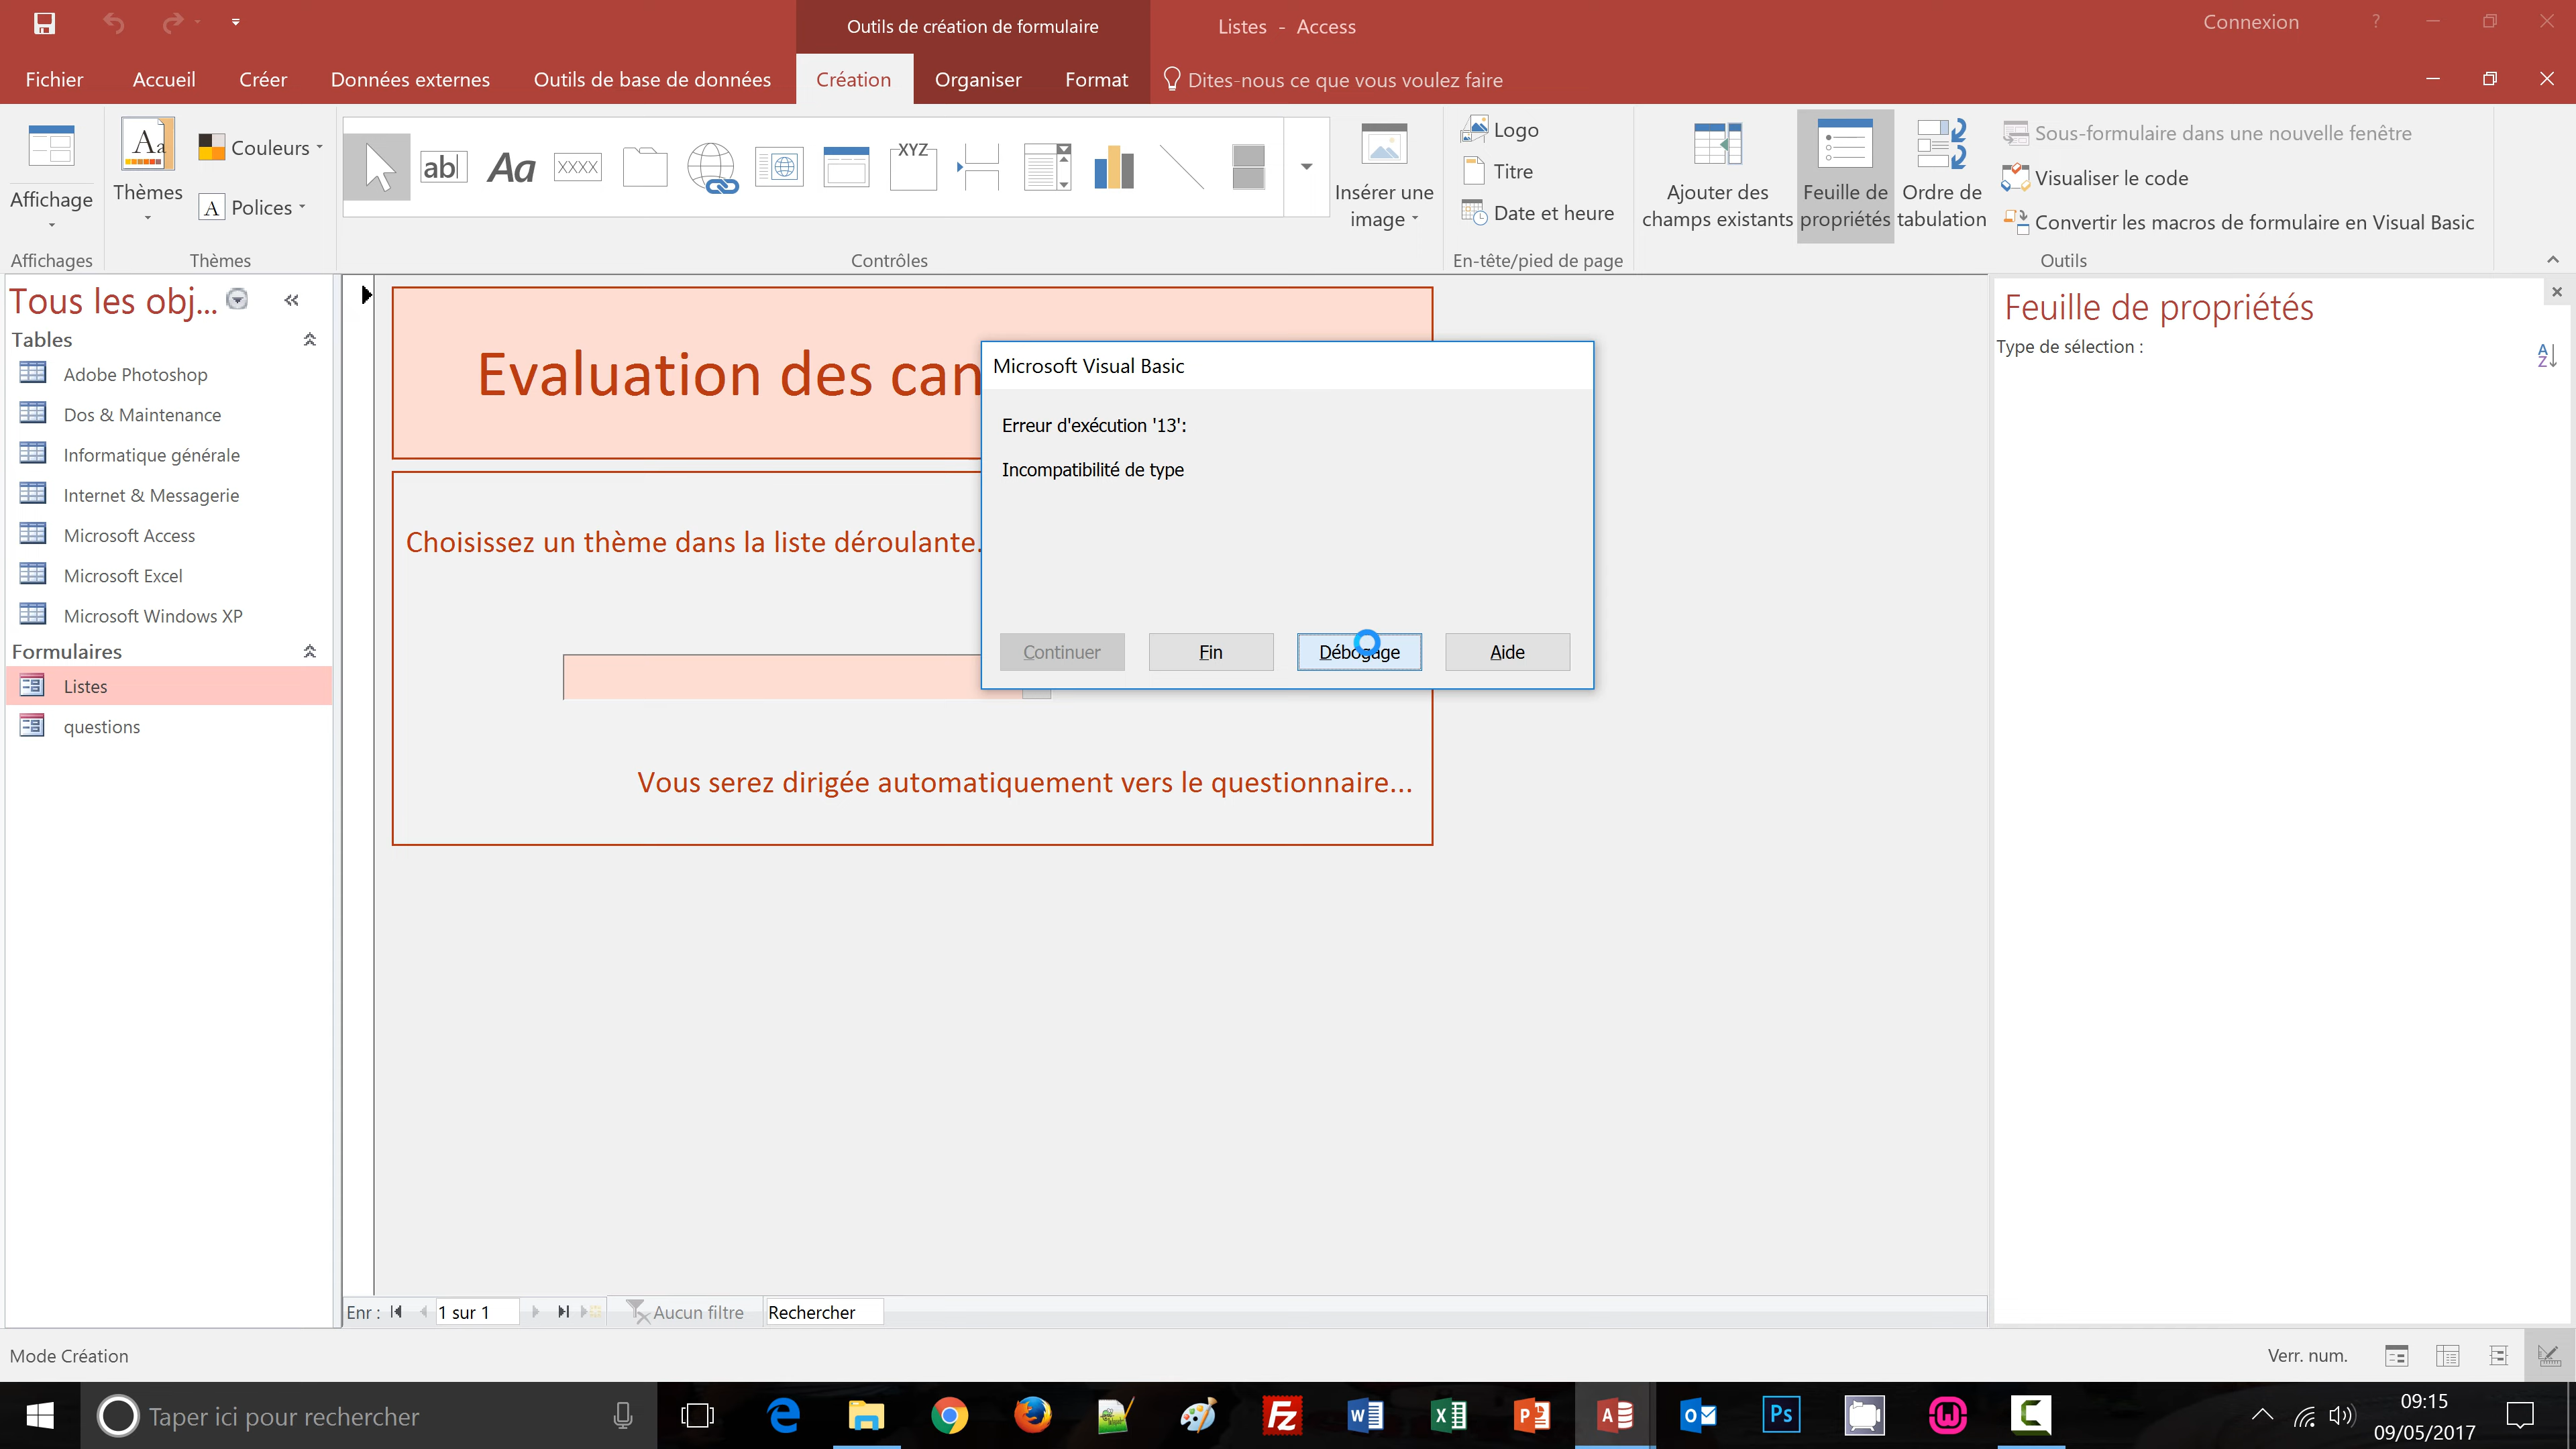 Outils de création de formulaire
Listes - Access
Connexion
?
Fichier
Accueil
Créer
Données externes
Outils de base de données
Création
Organiser
Format
Dites-nous ce que vous voulez faire
Affichage
Thèmes
Couleurs
Polices
Insérer une
image
Logo
Titre
Date et heure
Ajouter des
champs existants
Feuille de
propriétés
Ordre de
tabulation
Sous-formulaire dans une nouvelle fenêtre
Visualiser le code
Convertir les macros de formulaire en Visual Basic
Aa
A
ab|
Aa
XXXX
XYZ
Affichages
Thèmes
Contrôles
En-tête/pied de page
Outils
Tous les obj...
Tables
Adobe Photoshop
Dos & Maintenance
Informatique générale
Internet & Messagerie
Microsoft Access
Microsoft Excel
Microsoft Windows XP
Formulaires
Listes
questions
Evaluation des can
Choisissez un thème dans la liste déroulante.
Vous serez dirigée automatiquement vers le questionnaire...
Microsoft Visual Basic
Erreur d'exécution '13':
Incompatibilité de type
Continuer
Fin
Débogage
Aide
Feuille de propriétés
Type de sélection :
A
Z
Enr :
1 sur 1
Aucun filtre
Rechercher
Mode Création
Verr. num.
Taper ici pour rechercher
09:15
09/05/2017